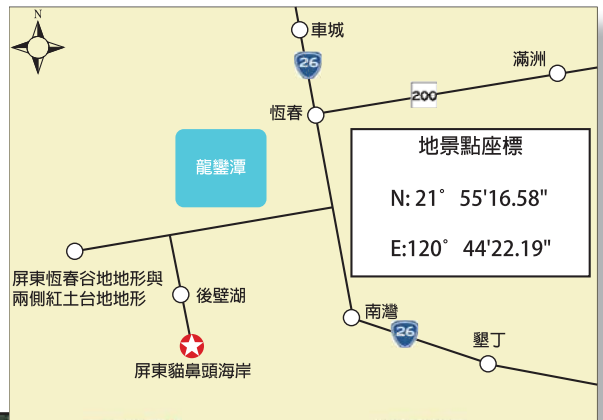 N
車城
26
滿洲
200
恆春
地景點座標
龍鑾潭
N: 21° 55'16.58"
E:120° 44'22.19"
屏東恆春谷地地形與
兩側紅土台地地形
後壁湖
南灣
26
墾丁
屏東貓鼻頭海岸